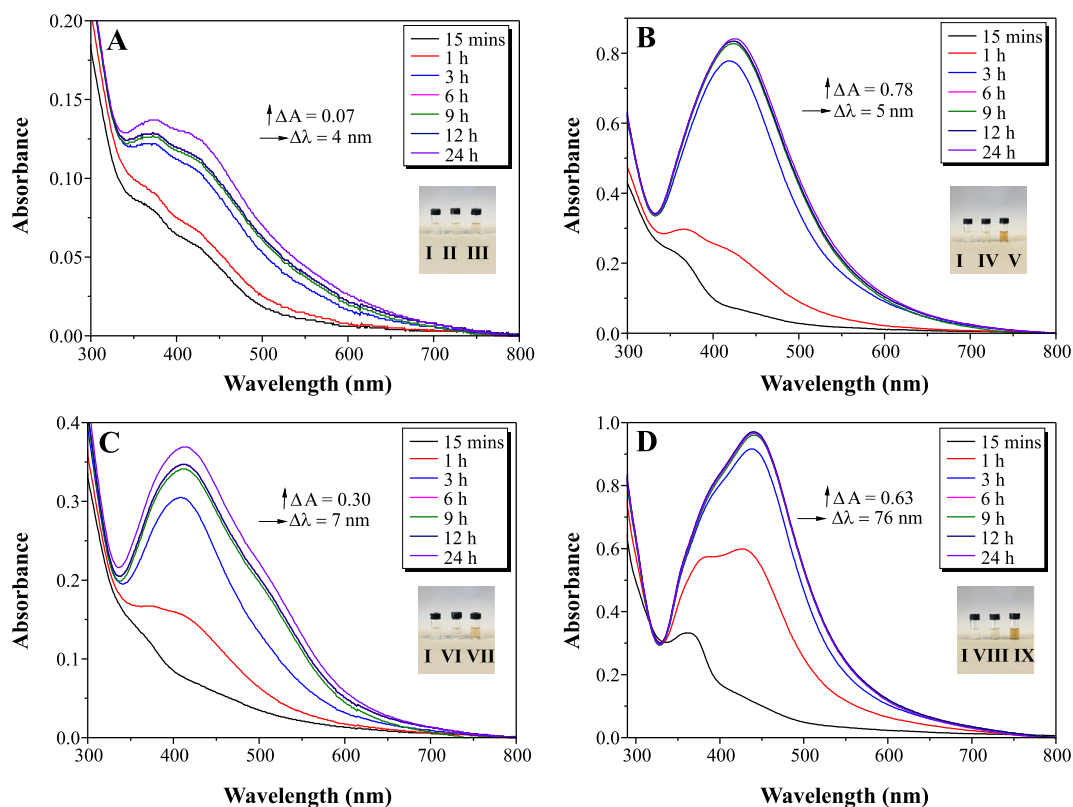 A
0.20
0.15
0.10
0.05
0.00
Absorbance
15 mins
1 h
3 h
6 h
9 h
12 h
24 h
ΔA = 0.07
Δλ = 4 nm
I II III
300 400 500 600 700 800
Wavelength (nm)
B
0.8
0.6
0.4
0.2
0.0
Absorbance
15 mins
1 h
3 h
6 h
9 h
12 h
24 h
ΔA = 0.78
Δλ = 5 nm
I IV V
300 400 500 600 700 800
Wavelength (nm)
C
0.4
0.3
0.2
0.1
0.0
Absorbance
15 mins
1 h
3 h
6 h
9 h
12 h
24 h
ΔA = 0.30
Δλ = 7 nm
I VI VII
300 400 500 600 700 800
Wavelength (nm)
D
1.0
0.8
0.6
0.4
0.2
0.0
Absorbance
15 mins
1 h
3 h
6 h
9 h
12 h
24 h
ΔA = 0.63
Δλ = 76 nm
I VIII IX
300 400 500 600 700 800
Wavelength (nm)